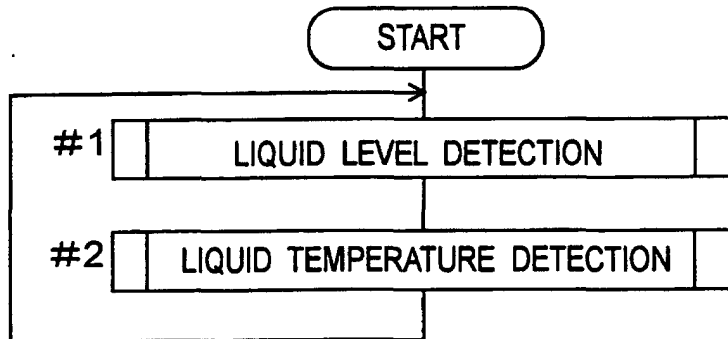 START
#1 LIQUID LEVEL DETECTION
#2 LIQUID TEMPERATURE DETECTION